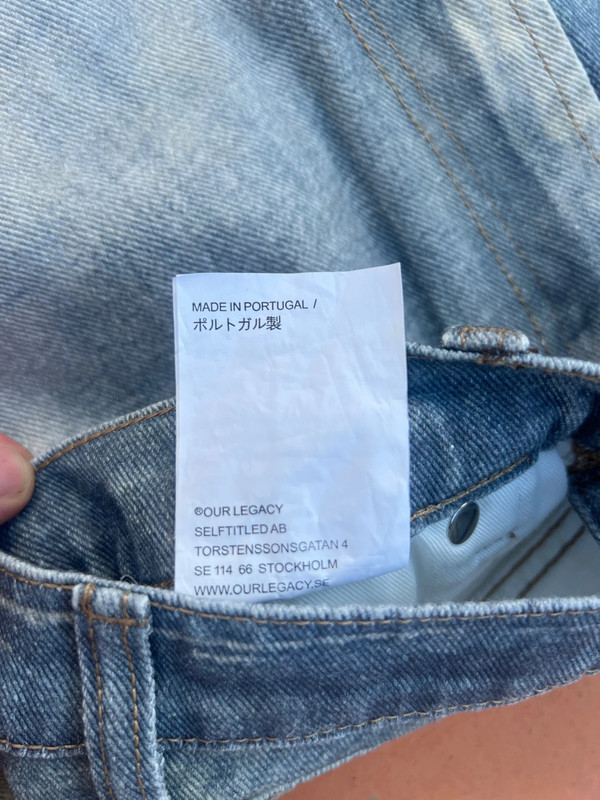 MADE IN PORTUGAL /
ポルトガル製
®OUR LEGACY
SELFTITLED AB
TORSTENSSONSGATAN 4
SE 114 66 STOCKHOLM
WWW.OURLEGACY.SE